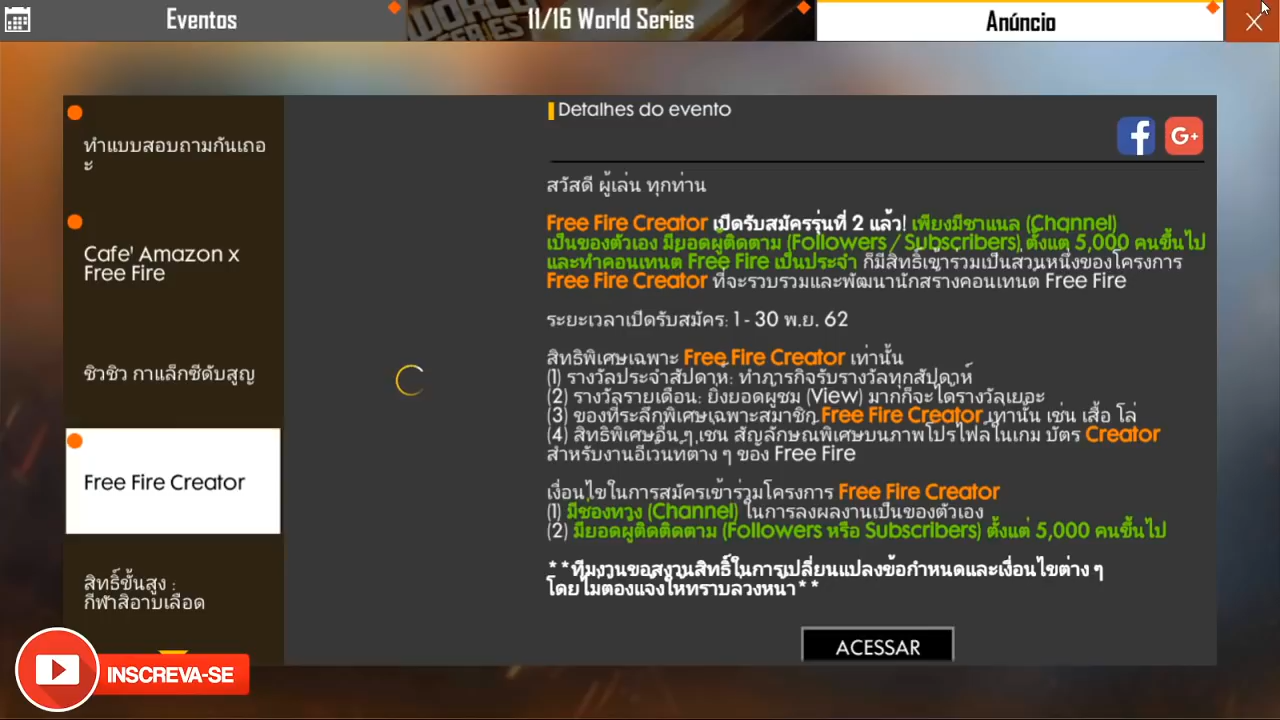 Eventos
11/16 World Series
Anúncio
ทำแบบสอบถามกันเถอ
ะ
Cafe' Amazon x
Free Fire
ชิวชิว กาแล็กซีดับสูญ
Free Fire Creator
สิทธิ์ขั้นสูง :
กีฬาสิอาบเลือด
INSCREVA-SE
Detalhes do evento
G+
สวัสดี ผู้เล่น ทุกท่าน
Free Fire Creator เปิดรับสมัครรุ่นที่ 2 แล้ว! เพียงมีชาแนล (Channel)
เป็นของตัวเอง มียอดผู้ติดตาม (Followers / Subscribers) ตั้งแต่ 5,000 คนขึ้นไป
และทำคอนเทนต์ Free Fire เป็นประจำ ก็มีสิทธิ์เข้าร่วมเป็นส่วนหนึ่งของโครงการ
Free Fire Creator ที่จะรวบรวมและพัฒนานักสร้างคอนเทนต์ Free Fire
ระยะเวลาเปิดรับสมัคร: 1 - 30 พ.ย. 62
สิทธิพิเศษเฉพาะ Free Fire Creator เท่านั้น
(1) รางวัลประจำสัปดาห์: ทำภารกิจรับรางวัลทุกสัปดาห์
(2) รางวัลรายเดือน: ยิ่งยอดผู้ชม (View) มากก็จะได้รางวัลเยอะ
(3) ของที่ระลึกพิเศษเฉพาะสมาชิก Free Fire Creator เท่านั้น เช่น เสื้อ โล่
(4) สิทธิพิเศษอื่น ๆ เช่น สัญลักษณ์พิเศษบนภาพโปรไฟล์ในเกม บัตร Creator
สำหรับงานอีเว้นท์ต่าง ๆ ของ Free Fire
เงื่อนไขในการสมัครเข้าร่วมโครงการ Free Fire Creator
(1) มีช่องทาง (Channel) ในการลงผลงานเป็นของตัวเอง
(2) มียอดผู้ติดติดตาม (Followers หรือ Subscribers) ตั้งแต่ 5,000 คนขึ้นไป
**ทีมงานขอสงวนสิทธิ์ในการเปลี่ยนแปลงข้อกำหนดและเงื่อนไขต่าง ๆ
โดยไม่ต้องแจ้งให้ทราบล่วงหน้า**
ACESSAR